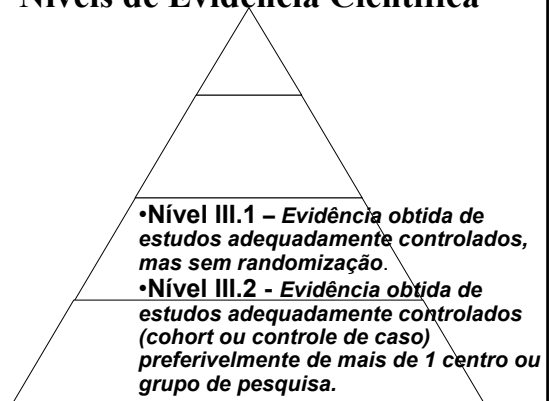 Níveis de Evidência Científica
•Nível III.1 – Evidência obtida de
estudos adequadamente controlados,
mas sem randomização.
•Nível III.2 - Evidência obtida de
estudos adequadamente controlados
(cohort ou controle de caso)
preferivelmente de mais de 1 centro ou
grupo de pesquisa.